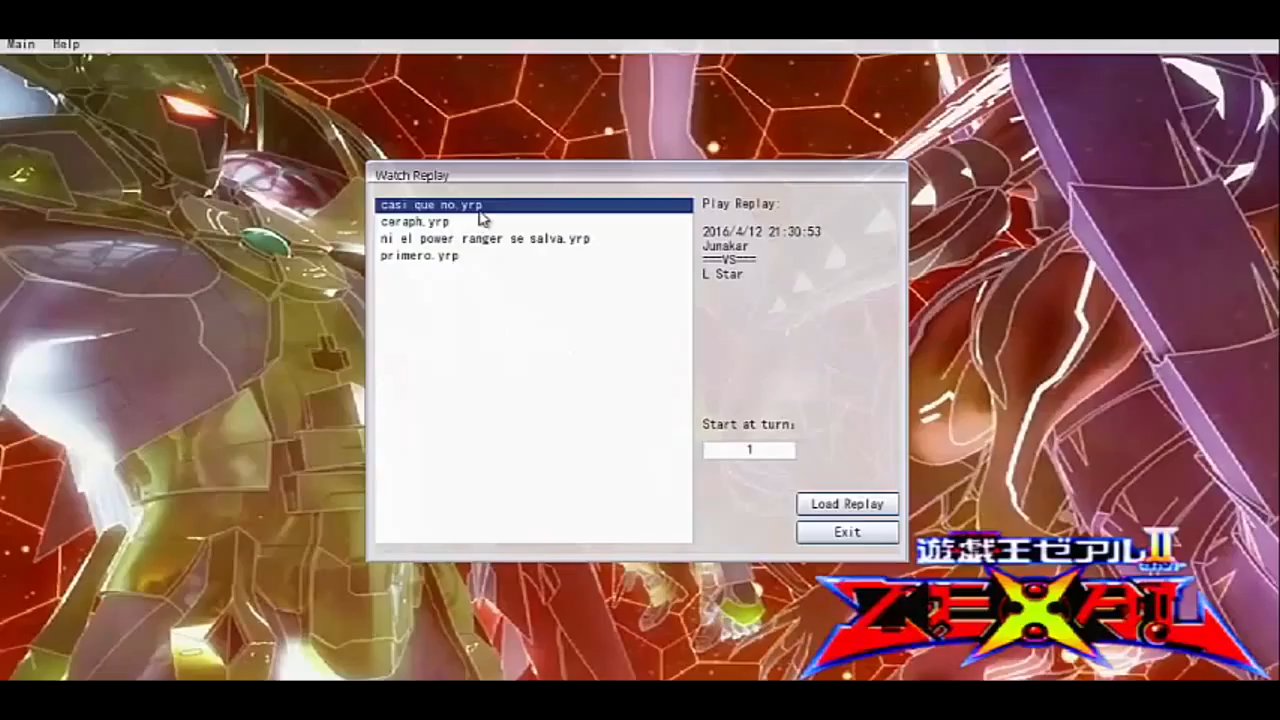 Main Help
Watch Replay
casi que no.yrp
ceraph.yrp
ni el power ranger se salva.yrp
primero.yrp
Play Replay:
2016/4/12 21:30:53
Junakar
===VS===
L Star
Start at turn:
1
Load Replay
Exit
遊戯王ゼアルII
ZEXAL